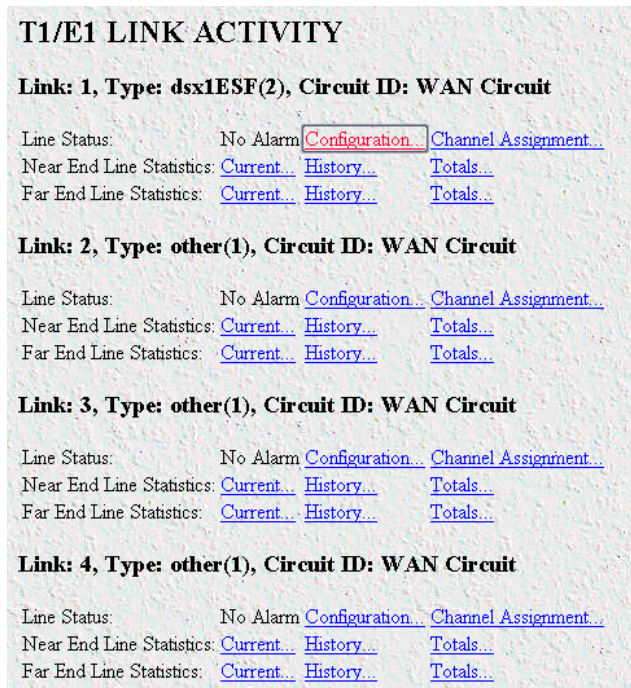 T1/E1 LINK ACTIVITY
Link: 1, Type: dsx1ESF(2), Circuit ID: WAN Circuit
Line Status: No Alarm Configuration... Channel Assignment...
Near End Line Statistics: Current... History... Totals...
Far End Line Statistics: Current... History... Totals...
Link: 2, Type: other(1), Circuit ID: WAN Circuit
Line Status: No Alarm Configuration... Channel Assignment...
Near End Line Statistics: Current... History... Totals...
Far End Line Statistics: Current... History... Totals...
Link: 3, Type: other(1), Circuit ID: WAN Circuit
Line Status: No Alarm Configuration... Channel Assignment...
Near End Line Statistics: Current... History... Totals...
Far End Line Statistics: Current... History... Totals...
Link: 4, Type: other(1), Circuit ID: WAN Circuit
Line Status: No Alarm Configuration... Channel Assignment...
Near End Line Statistics: Current... History... Totals...
Far End Line Statistics: Current... History... Totals...